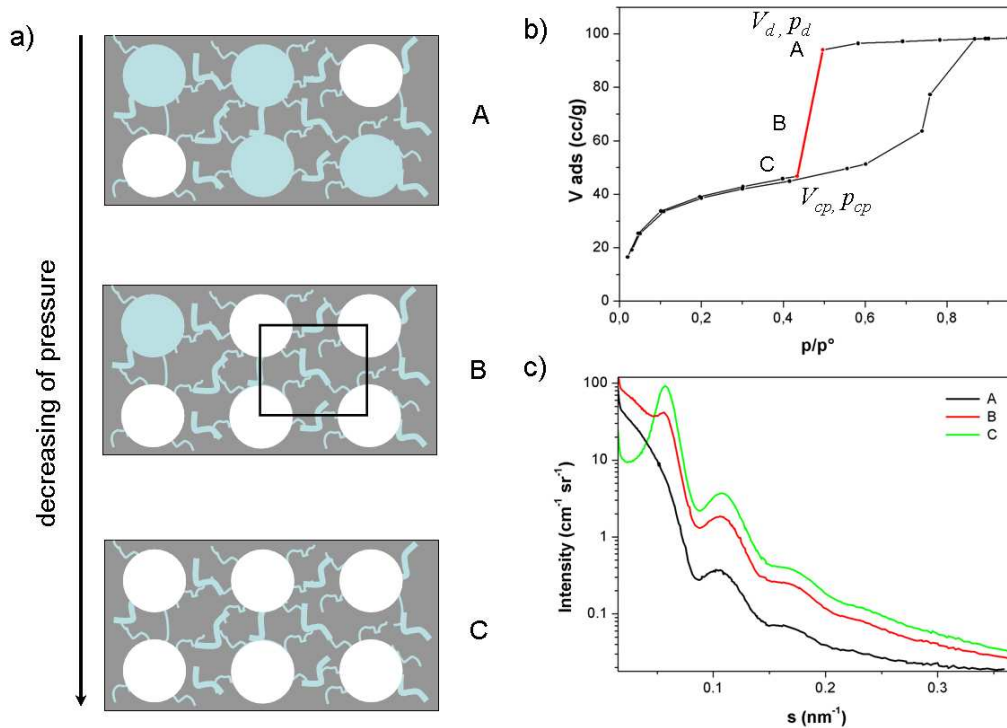 a)
decreasing of pressure
A
B
C
b)
V_d, p_d
A
B
C
V_cp, p_cp
V ads (cc/g)
100
80
60
40
20
0
0,0 0,2 0,4 0,6 0,8
p/p°
c)
A
B
C
Intensity (cm⁻¹ sr⁻¹)
100
10
1
0.1
0.1 0.2 0.3
s (nm⁻¹)